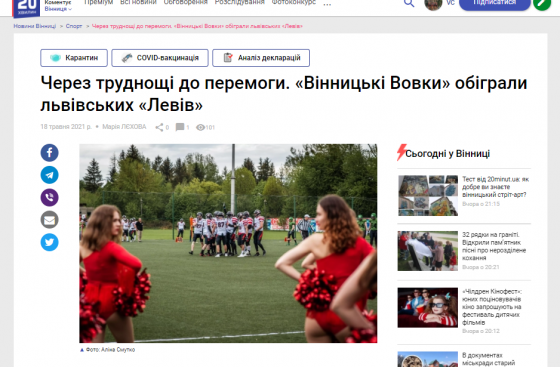 20
хвилин
Коментує
Вінниця
Преміум
Всі новини
Обговорення
Розслідування
Фотоконкурс
...
VC
Підписатися
Новини Вінниці > Спорт > Через труднощі до перемоги. «Вінницькі Вовки» обіграли львівських «Левів»
Карантин
COVID-вакцинація
Аналіз декларацій
Через труднощі до перемоги. «Вінницькі Вовки» обіграли
львівських «Левів»
18 травня 2021 р. • Марія ЛЄХОВА 0 1 101
▲ Фото: Аліна Смутко
Сьогодні у Вінниці
Тест від 20minut.ua: як
добре ви знаєте
вінницький стріт-арт?
Вчора о 21:13
32 рядки на граніті.
Відкрили пам'ятник
пісні про нерозділене
кохання
Вчора о 20:21
«Чілдрен Кінофест»:
юних поціновувачів
кіно запрошують на
фестиваль дитячих
фільмів
Вчора о 20:12
В документах
міськради старий